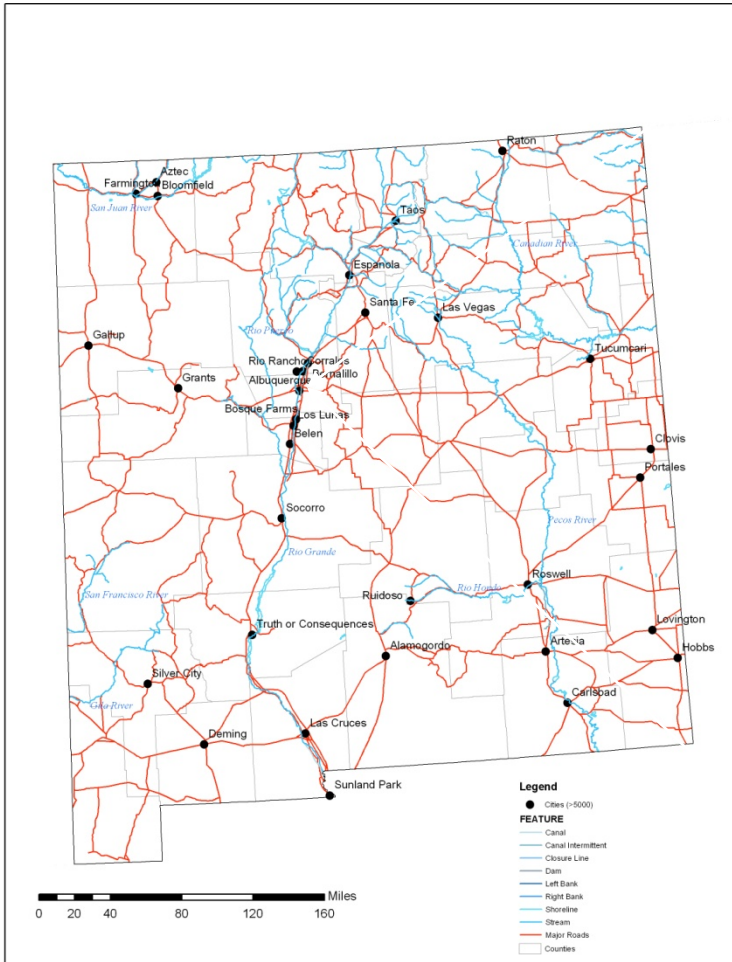 Raton
Aztec
Farmington
Bloomfield
San Juan River
Taos
Canadian River
Espanola
Santa Fe
Las Vegas
Rio Puerco
Gallup
Tucumcari
Rio Rancho
Corrales
Bernalillo
Grants
Albuquerque
Bosque Farms
Los Lunas
Belen
Clovis
Portales
Socorro
Pecos River
Rio Grande
Roswell
Rio Hondo
San Francisco River
Ruidoso
Truth or Consequences
Lovington
Alamogordo
Artesia
Hobbs
Silver City
Gila River
Carlsbad
Las Cruces
Deming
Sunland Park
Legend
Cities (>5000)
FEATURE
Canal
Canal Intermittent
Closure Line
Dam
Left Bank
Right Bank
Shoreline
Stream
Major Roads
Counties
Miles
0 20 40 80 120 160